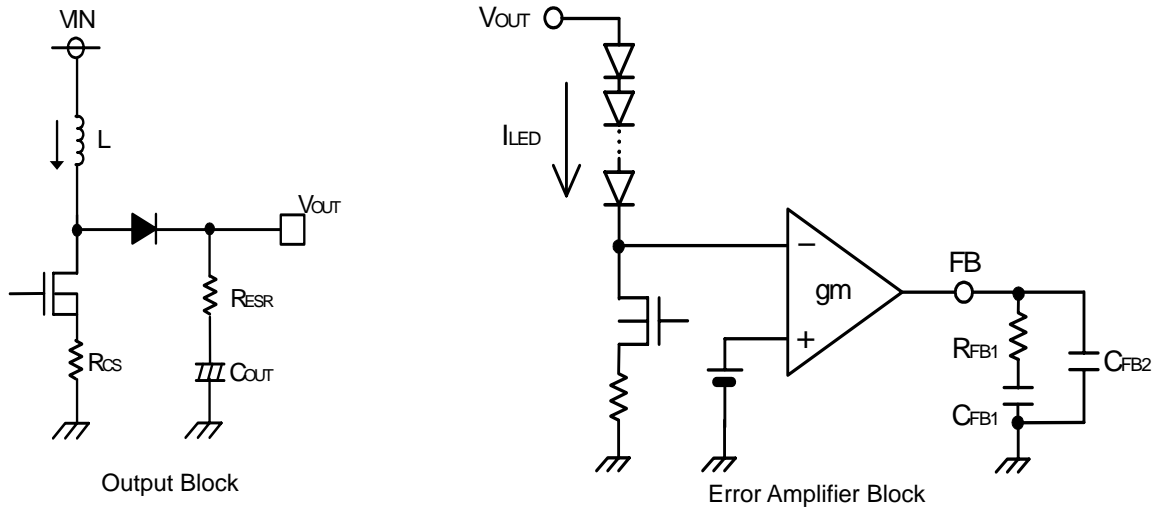 VIN
L
VOUT
RESR
RCS
COUT
Output Block
VOUT
ILED
−
gm
+
FB
RFB1
CFB1
CFB2
Error Amplifier Block